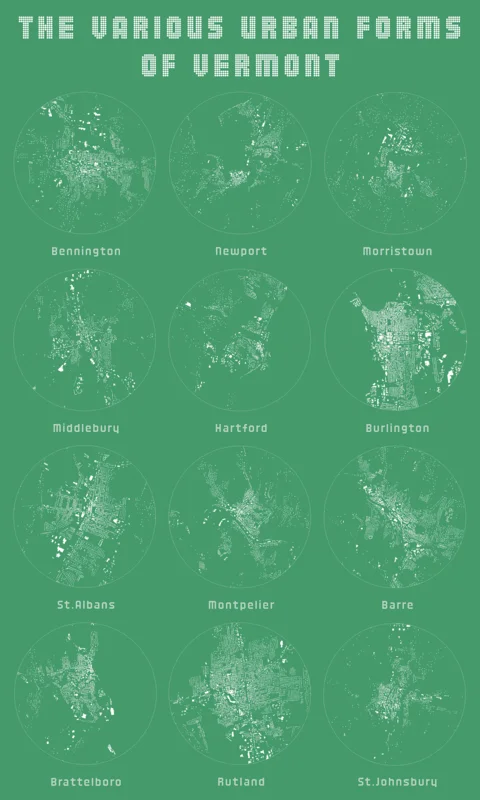 THE VARIOUS URBAN FORMS
OF VERMONT
Bennington
Newport
Morristown
Middlebury
Hartford
Burlington
St.Albans
Montpelier
Barre
Brattelboro
Rutland
St.Johnsbury